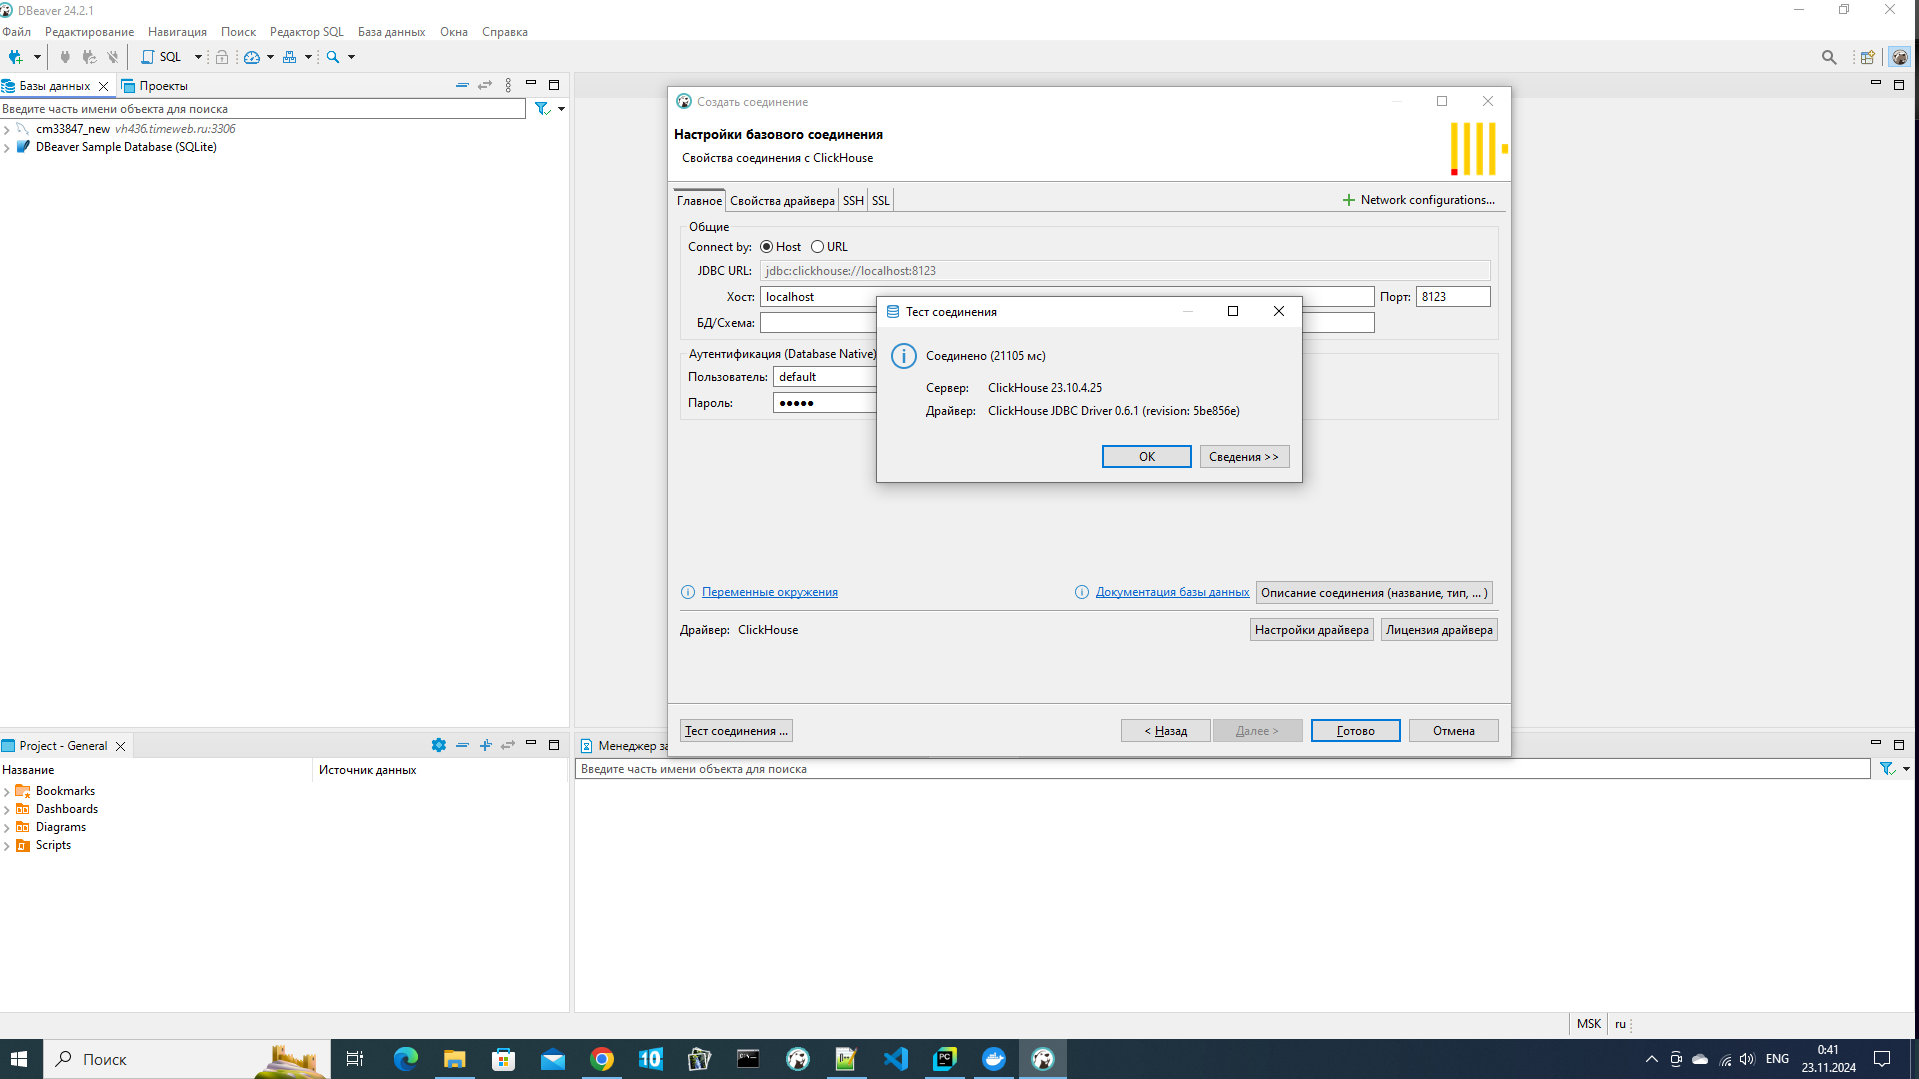 DBeaver 24.2.1
Файл Редактирование Навигация Поиск Редактор SQL База данных Окна Справка
SQL
Базы данных Проекты
Введите часть имени объекта для поиска
cm33847_new vh436.timeweb.ru:3306
DBeaver Sample Database (SQLite)
Создать соединение
Настройки базового соединения
Свойства соединения с ClickHouse
Главное Свойства драйвера SSH SSL Network configurations...
Общие
Connect by: Host URL
JDBC URL: jdbc:clickhouse://localhost:8123
Хост: localhost Порт: 8123
БД/Схема:
Аутентификация (Database Native)
Пользователь: default
Пароль: ●●●●●
Тест соединения
Соединено (21105 мс)
Сервер: ClickHouse 23.10.4.25
Драйвер: ClickHouse JDBC Driver 0.6.1 (revision: 5be856e)
OK Сведения >>
Переменные окружения Документация базы данных Описание соединения (название, тип, ... )
Драйвер: ClickHouse Настройки драйвера Лицензия драйвера
Тест соединения ... < Назад Далее > Готово Отмена
Project - General
Название Источник данных
Bookmarks
Dashboards
Diagrams
Scripts
Менеджер за
Введите часть имени объекта для поиска
MSK ru
Поиск
10
PC
ENG
0:41
23.11.2024